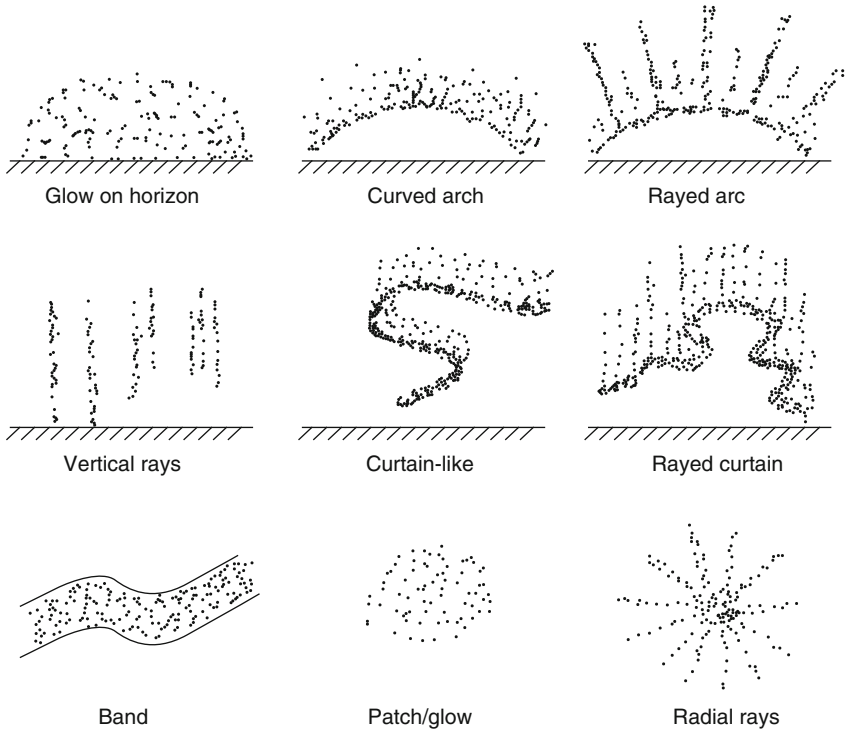 Glow on horizon
Curved arch
Rayed arc
Vertical rays
Curtain-like
Rayed curtain
Band
Patch/glow
Radial rays